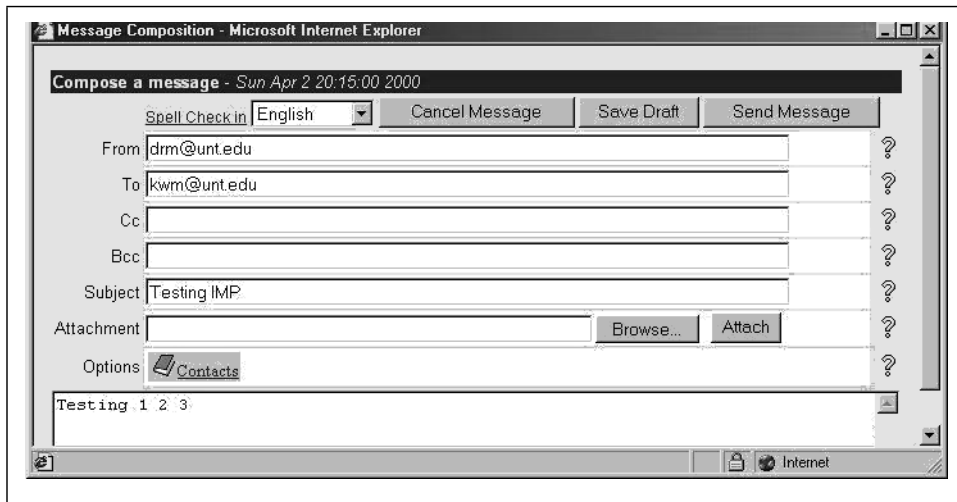 Message Composition - Microsoft Internet Explorer
Compose a message - Sun Apr 2 20:15:00 2000
Spell Check in English Cancel Message Save Draft Send Message
From drm@unt.edu ?
To kwm@unt.edu ?
Cc ?
Bcc ?
Subject Testing IMP ?
Attachment Browse... Attach ?
Options Contacts ?
Testing 1 2 3
Internet